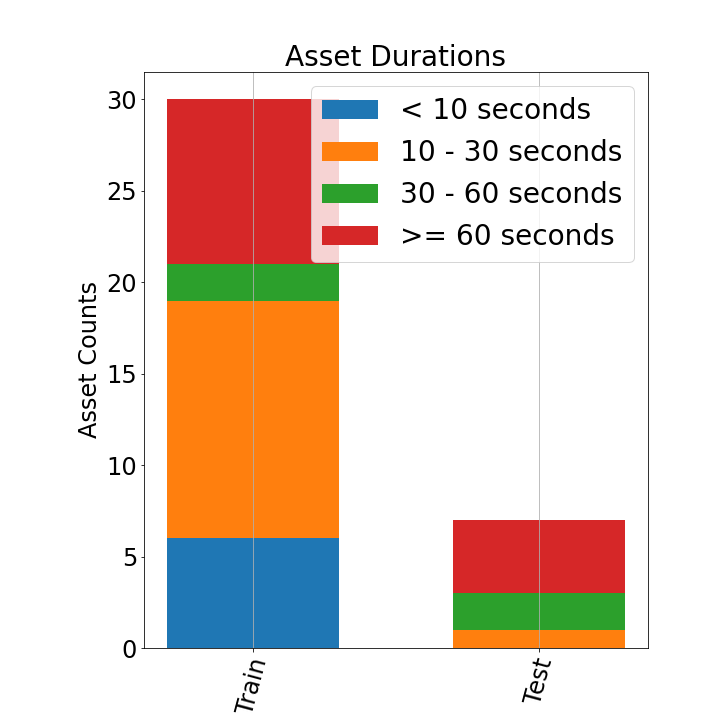 Asset Durations
30
25
20
15
10
5
0
Asset Counts
< 10 seconds
10 - 30 seconds
30 - 60 seconds
>= 60 seconds
Train
Test